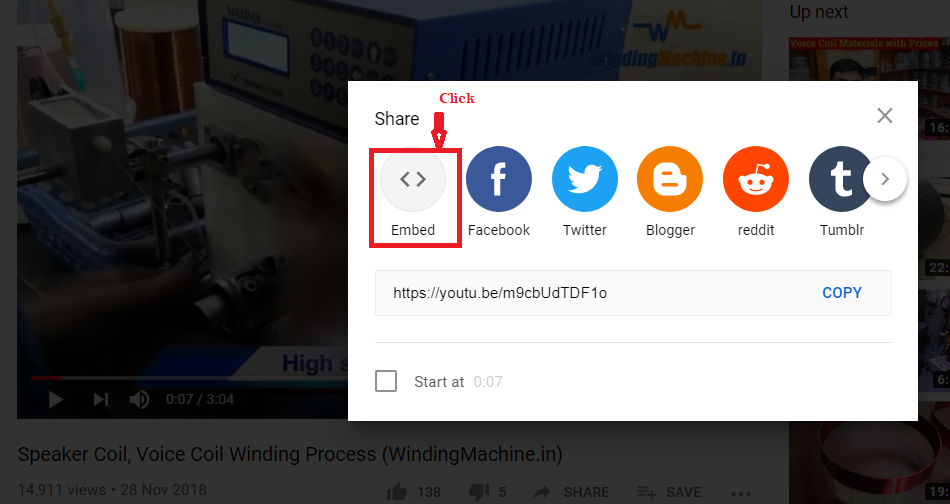 MAXIMA
WindingMachine.in
Up next
Voice Coil Materials with Prices
16:
Click
Share
Embed
Facebook
Twitter
Blogger
reddit
Tumblr
https://youtu.be/m9cbUdTDF1o
COPY
22:
Start at 0:07
High s
6:
0:07 / 3:04
Speaker Coil, Voice Coil Winding Process (WindingMachine.in)
14,911 views • 28 Nov 2018
138
5
SHARE
SAVE
19: